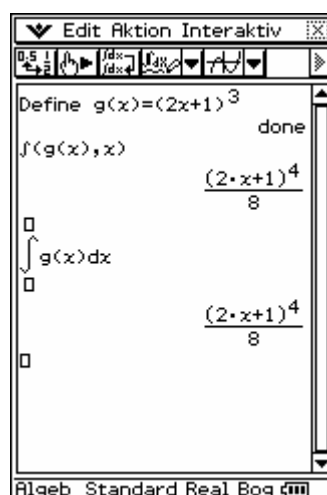 Edit Aktion Interaktiv
Define g(x)=(2x+1)^3
done
∫(g(x),x)
(2·x+1)^4
8
∫g(x)dx
(2·x+1)^4
8
Algeb Standard Real Bog